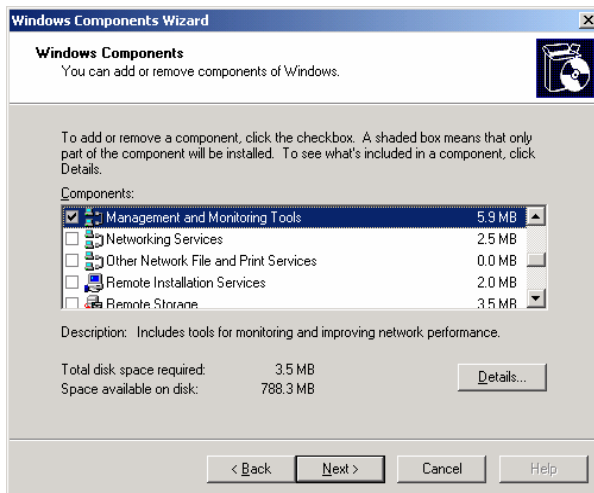 Windows Components Wizard
Windows Components
You can add or remove components of Windows.
To add or remove a component, click the checkbox. A shaded box means that only
part of the component will be installed. To see what's included in a component, click
Details.
Components:
Management and Monitoring Tools 5.9 MB
Networking Services 2.5 MB
Other Network File and Print Services 0.0 MB
Remote Installation Services 2.0 MB
Remote Storage 3.5 MB
Description: Includes tools for monitoring and improving network performance.
Total disk space required: 3.5 MB
Space available on disk: 788.3 MB
Details...
< Back Next > Cancel Help